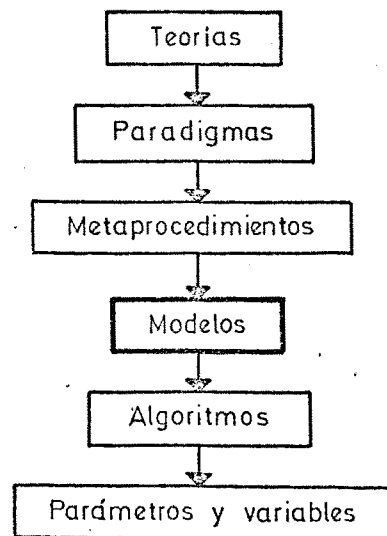 Teorías
Paradigmas
Metaprocedimientos
Modelos
Algoritmos
Parámetros y variables